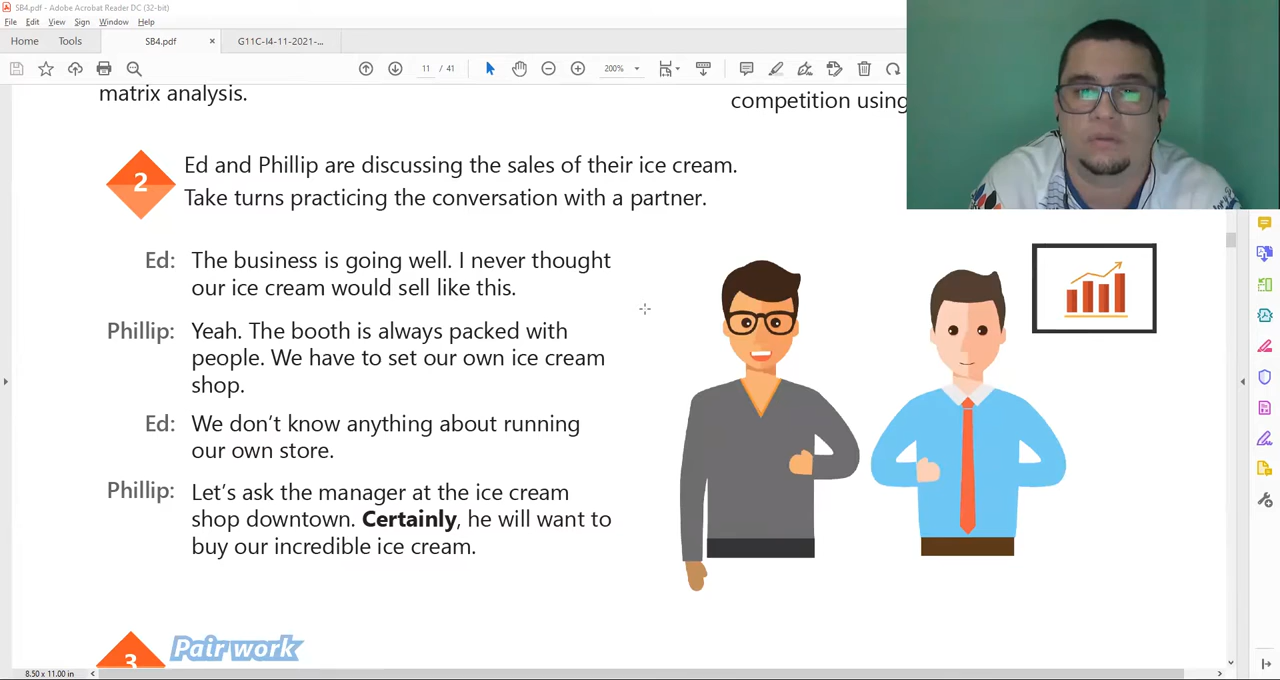 SB4.pdf - Adobe Acrobat Reader DC (32-bit)
File Edit View Sign Window Help
Home Tools SB4.pdf × G11C-I4-11-2021-...
11 / 41 200%
matrix analysis.
competition using
2
Ed and Phillip are discussing the sales of their ice cream.
Take turns practicing the conversation with a partner.
Ed: The business is going well. I never thought
our ice cream would sell like this.
Phillip: Yeah. The booth is always packed with
people. We have to set our own ice cream
shop.
Ed: We don't know anything about running
our own store.
Phillip: Let's ask the manager at the ice cream
shop downtown. Certainly, he will want to
buy our incredible ice cream.
3
Pair work
8.50 x 11.00 in